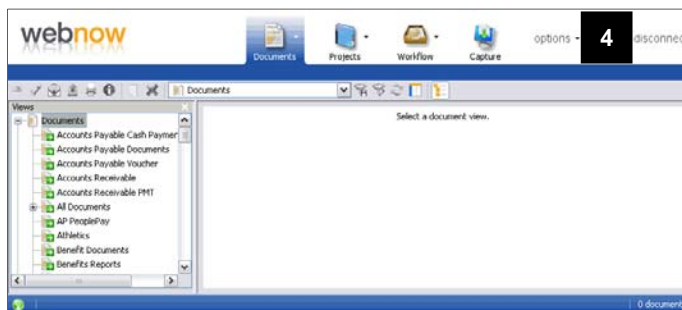 webnow
Documents
Projects
Workflow
Capture
options
4
disconnec
Documents
Views
Documents
Select a document view.
Accounts Payable Cash Paymer
Accounts Payable Documents
Accounts Payable Voucher
Accounts Receivable
Accounts Receivable PMT
All Documents
AP PeoplePay
Athletics
Benefit Documents
Benefits Reports
0 document